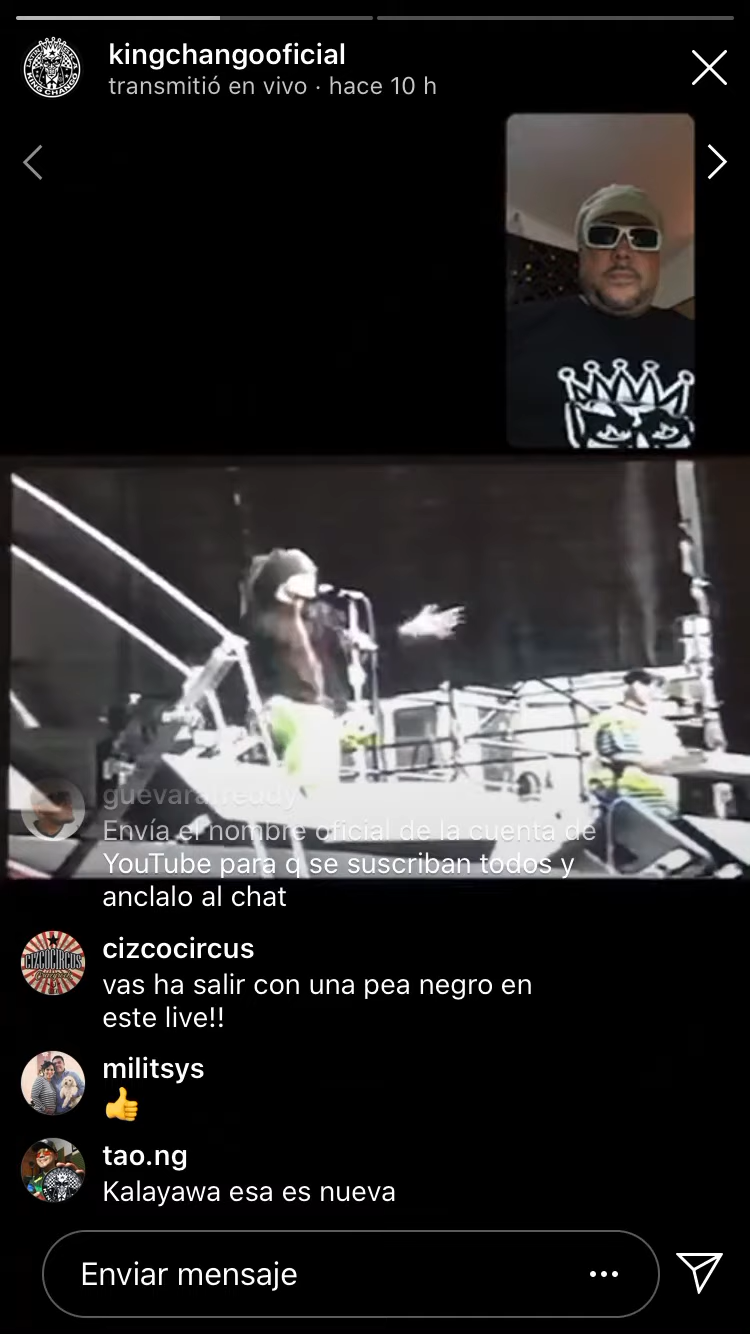 kingchangooficial
transmitió en vivo · hace 10 h
guevarafreddy
Envía el nombre oficial de la cuenta de
YouTube para q se suscriban todos y
anclalo al chat
cizcocircus
vas ha salir con una pea negro en
este live!!
militsys
👍
tao.ng
Kalayawa esa es nueva
Enviar mensaje